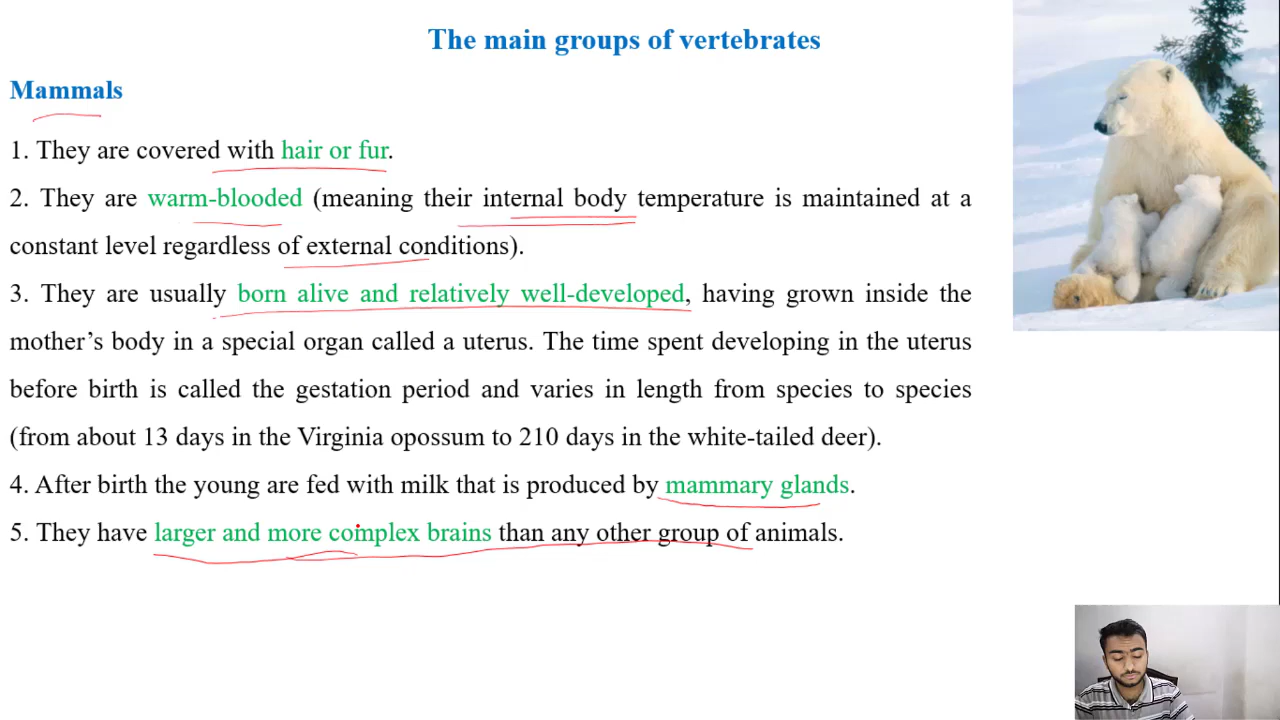 The main groups of vertebrates
Mammals
1. They are covered with hair or fur.
2. They are warm-blooded (meaning their internal body temperature is maintained at a
constant level regardless of external conditions).
3. They are usually born alive and relatively well-developed, having grown inside the
mother’s body in a special organ called a uterus. The time spent developing in the uterus
before birth is called the gestation period and varies in length from species to species
(from about 13 days in the Virginia opossum to 210 days in the white-tailed deer).
4. After birth the young are fed with milk that is produced by mammary glands.
5. They have larger and more complex brains than any other group of animals.